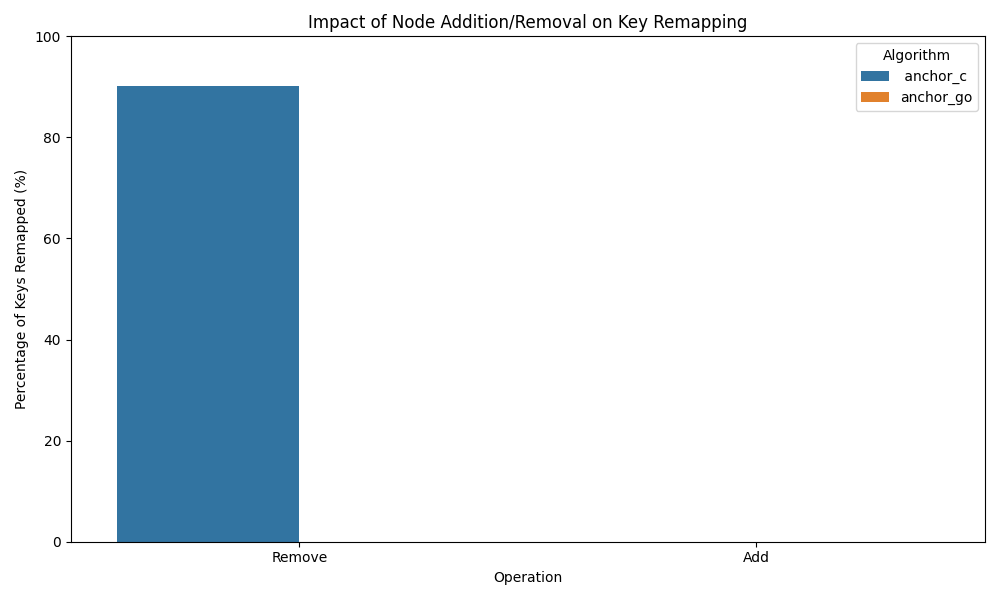 Impact of Node Addition/Removal on Key Remapping
Percentage of Keys Remapped (%)
100
80
60
40
20
0
Algorithm
anchor_c
anchor_go
Remove
Add
Operation